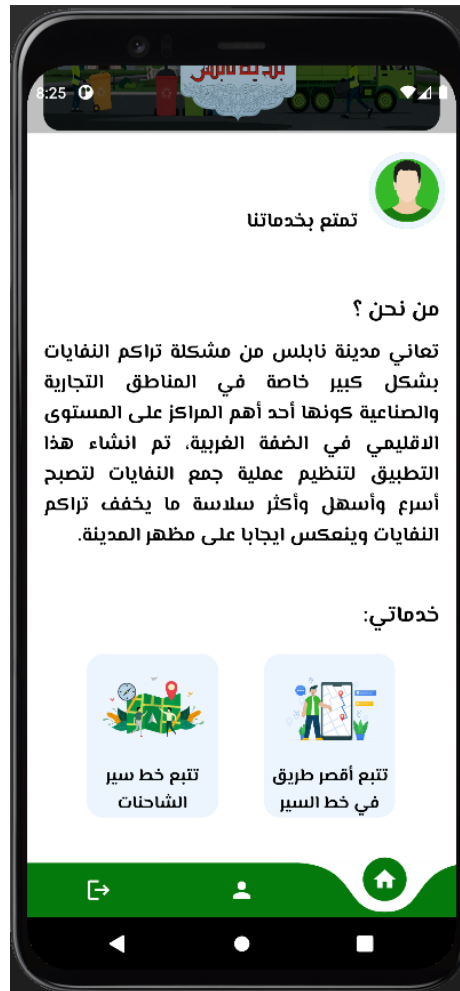 بلدية نابلس
8:25
تمتع بخدماتنا
من نحن ؟
تعاني مدينة نابلس من مشكلة تراكم النفايات
بشكل كبير خاصة في المناطق التجارية
والصناعية كونها أحد أهم المراكز على المستوى
الاقليمي في الضفة الغربية، تم انشاء هذا
التطبيق لتنظيم عملية جمع النفايات لتصبح
أسرع وأسهل وأكثر سلاسة ما يخفف تراكم
النفايات وينعكس ايجابا على مظهر المدينة.
خدماتي:
تتبع أقصر طريق
في خط السير
تتبع خط سير
الشاحنات